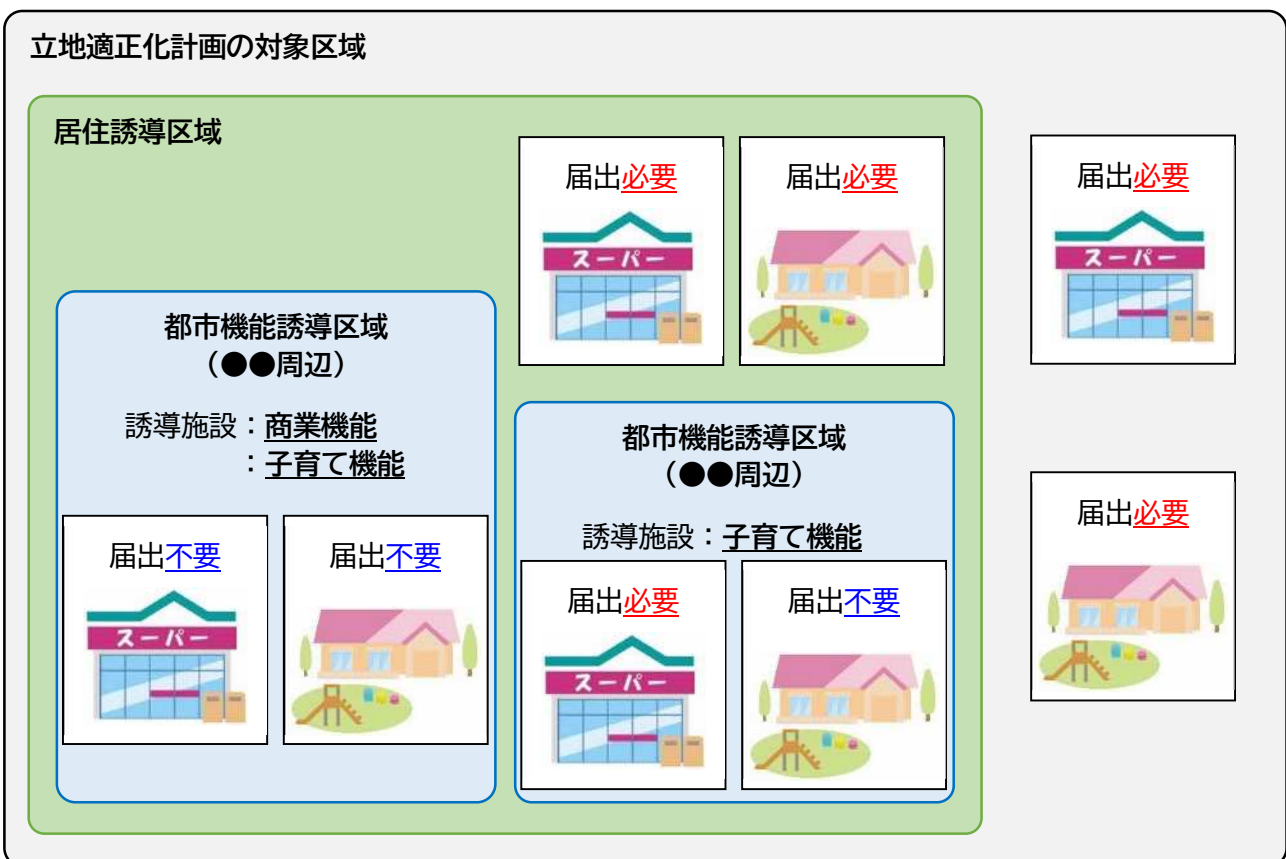 立地適正化計画の対象区域
居住誘導区域
届出必要
スーパー
届出必要
届出必要
スーパー
都市機能誘導区域
（●●周辺）
誘導施設：商業機能
：子育て機能
届出不要
スーパー
届出不要
都市機能誘導区域
（●●周辺）
誘導施設：子育て機能
届出必要
スーパー
届出不要
届出必要